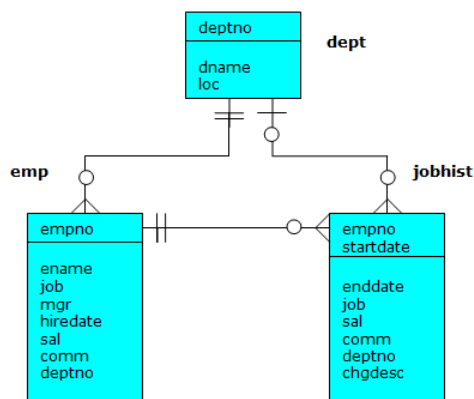 deptno
dept
dname
loc
emp
jobhist
empno
ename
job
mgr
hiredate
sal
comm
deptno
empno
startdate
enddate
job
sal
comm
deptno
chgdesc